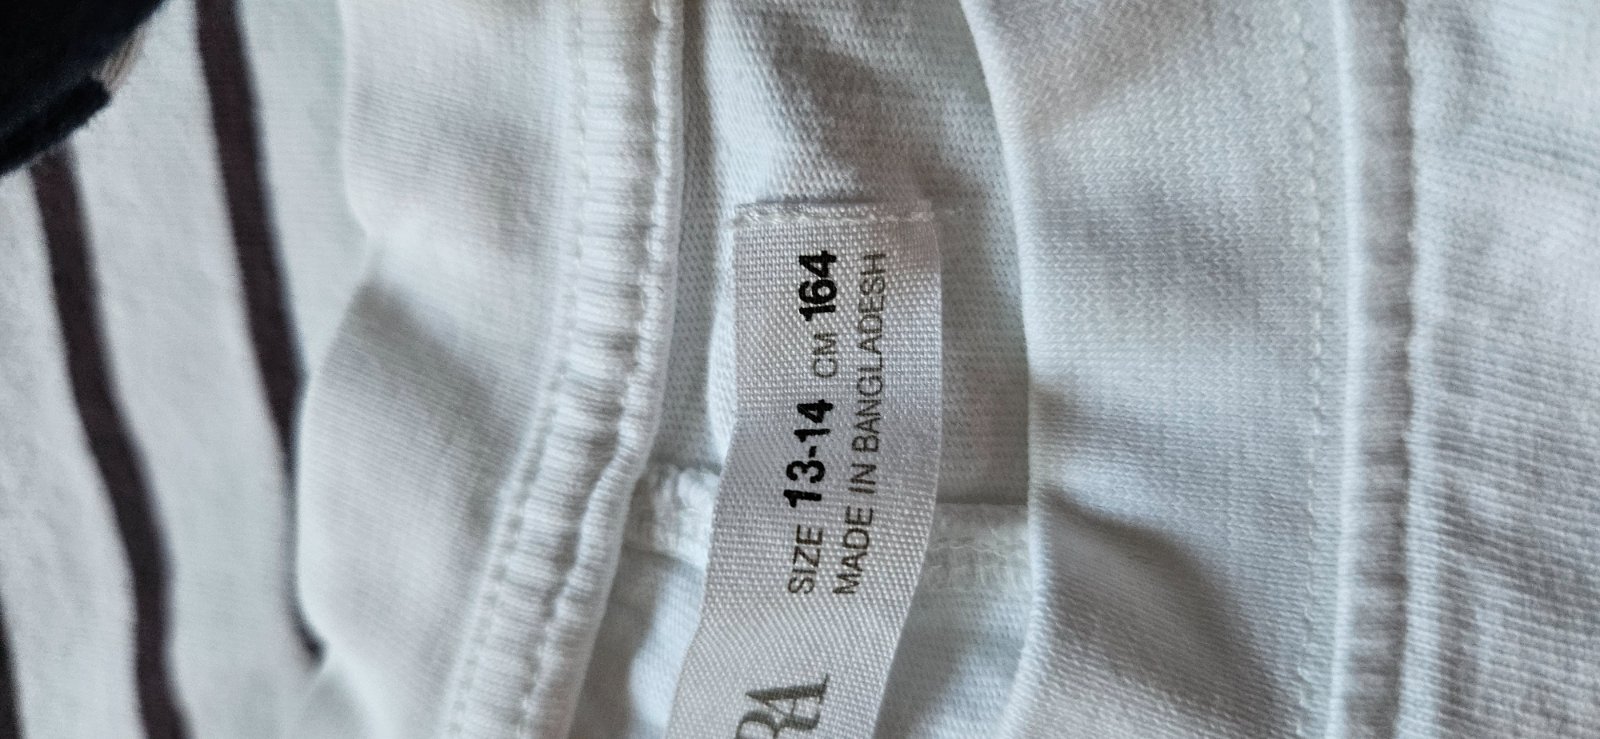 SIZE 13-14 CM 164
MADE IN BANGLADESH